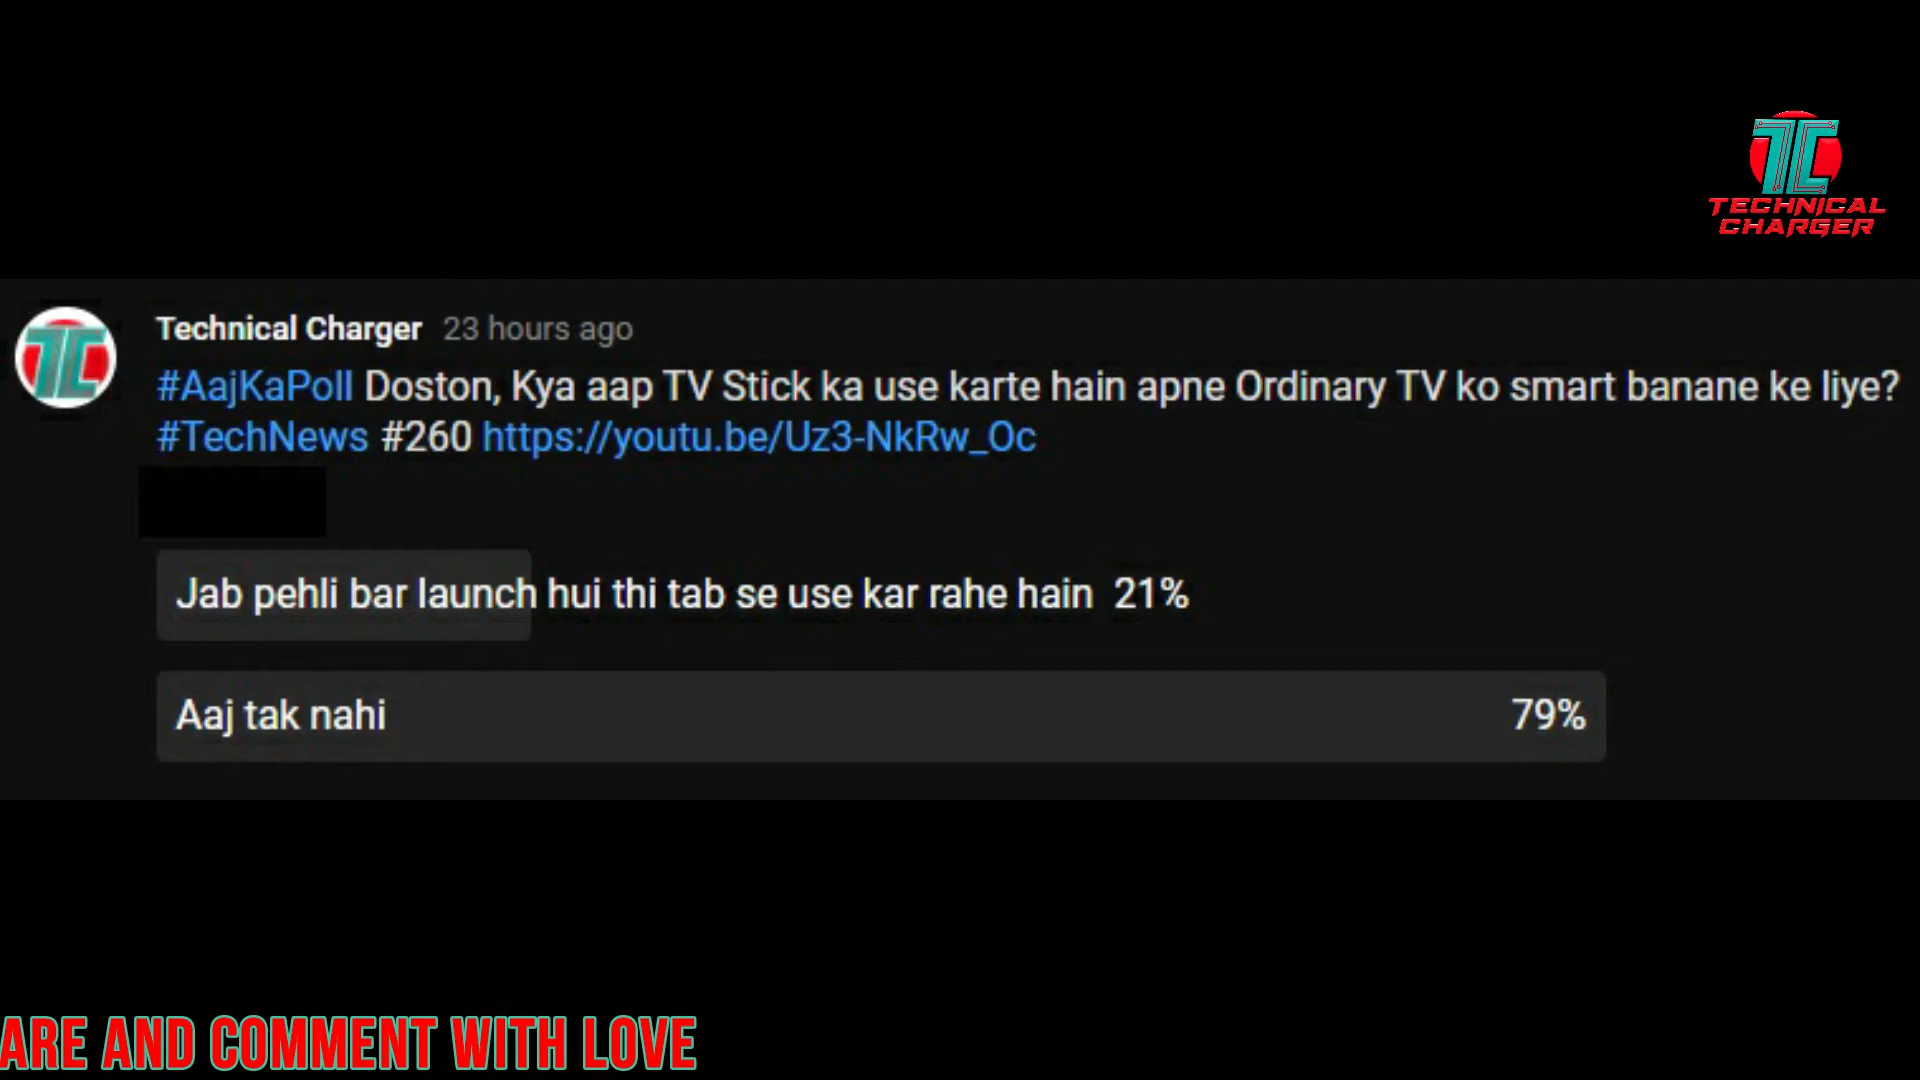 TC
TECHNICAL
CHARGER
TC
Technical Charger 23 hours ago
#AajKaPoll Doston, Kya aap TV Stick ka use karte hain apne Ordinary TV ko smart banane ke liye?
#TechNews #260 https://youtu.be/Uz3-NkRw_Oc
Jab pehli bar launch hui thi tab se use kar rahe hain 21%
Aaj tak nahi 79%
ARE AND COMMENT WITH LOVE